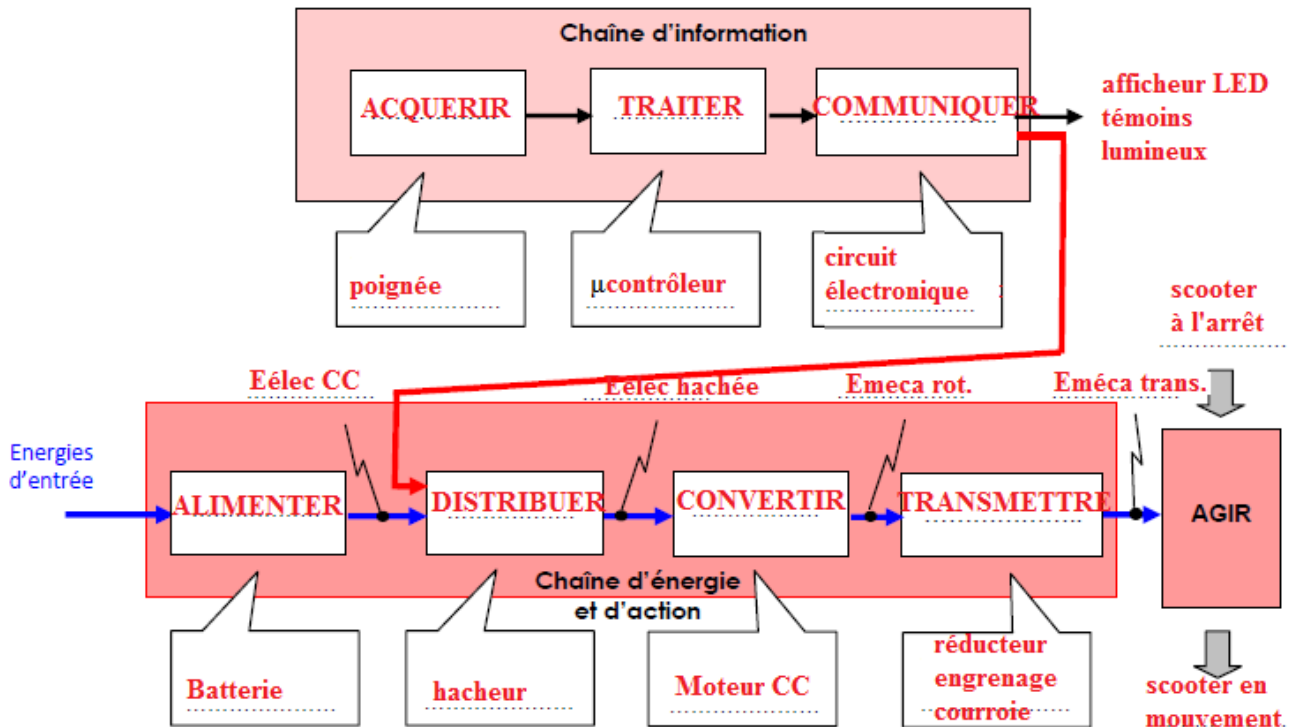 Chaîne d'information
ACQUERIR
TRAITER
COMMUNIQUER
afficheur LED
témoins
lumineux
poignée
µcontrôleur
circuit
électronique
scooter
à l'arrêt
Eélec CC
Eélec hachée
Emeca rot.
Eméca trans.
Energies
d'entrée
ALIMENTER
DISTRIBUER
CONVERTIR
TRANSMETTRE
AGIR
Chaîne d'énergie
et d'action
Batterie
hacheur
Moteur CC
réducteur
engrenage
courroie
scooter en
mouvement